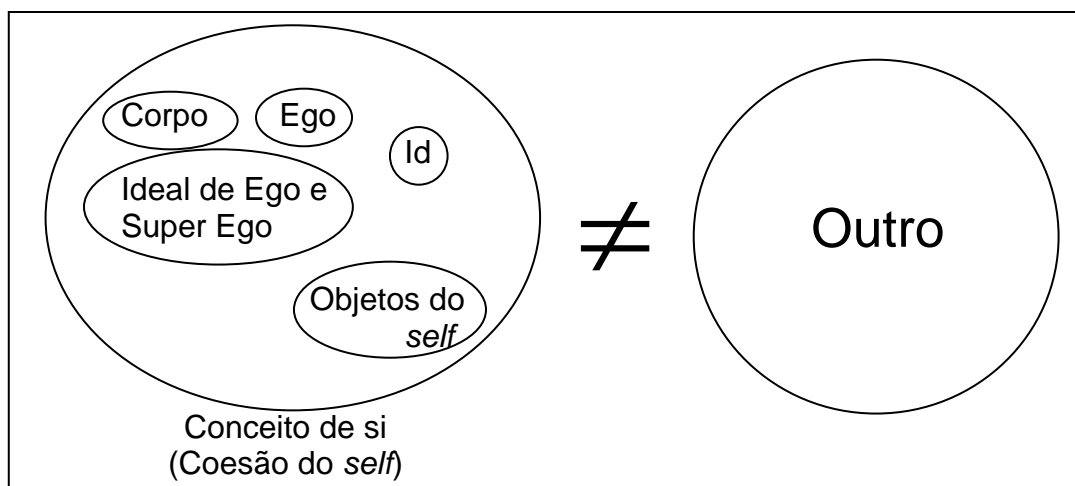 Corpo
Ego
Id
Ideal de Ego e
Super Ego
Objetos do
self
Conceito de si
(Coesão do self)
≠
Outro